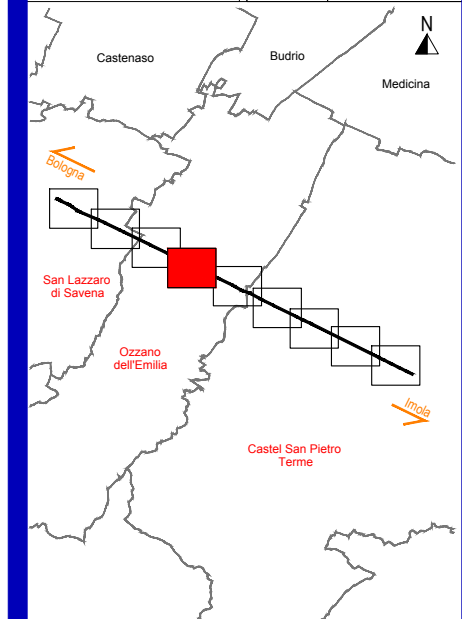 N
Castenaso
Budrio
Medicina
Bologna
San Lazzaro
di Savena
Ozzano
dell'Emilia
Imola
Castel San Pietro
Terme